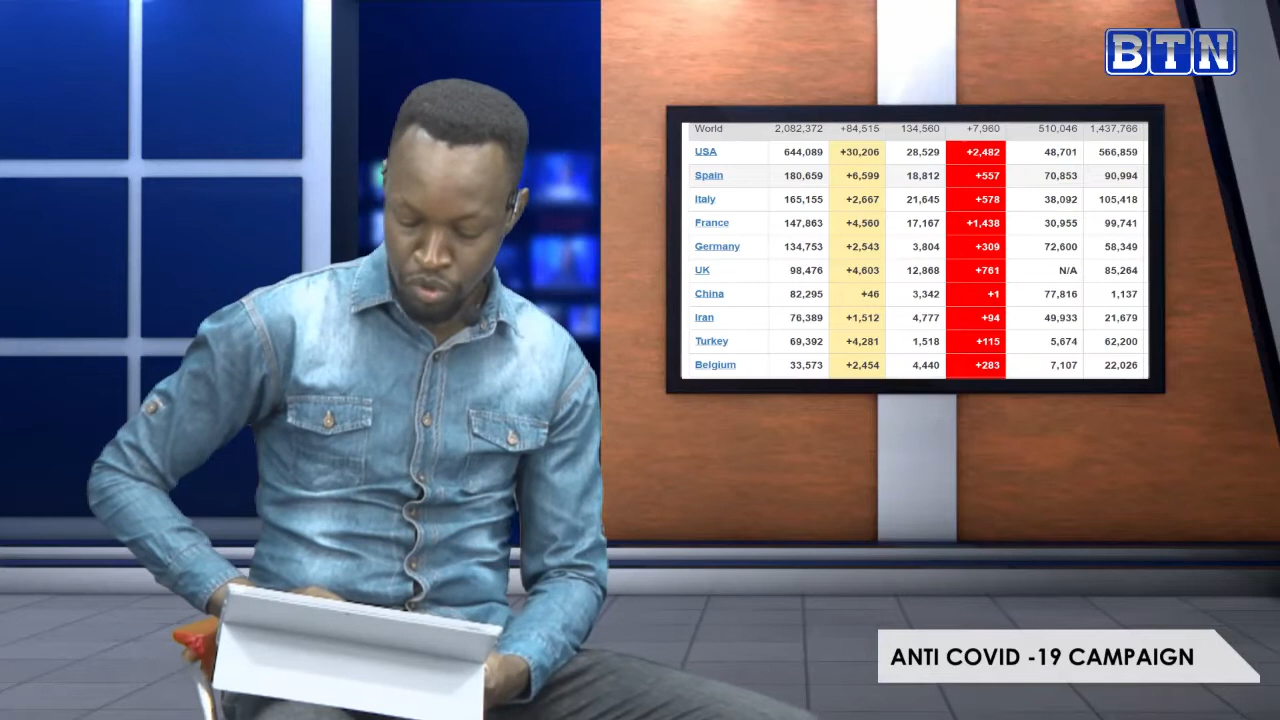 BTN
World 2,082,372 +84,515 134,560 +7,960 510,046 1,437,766
USA 644,089 +30,206 28,529 +2,482 48,701 566,859
Spain 180,659 +6,599 18,812 +557 70,853 90,994
Italy 165,155 +2,667 21,645 +578 38,092 105,418
France 147,863 +4,560 17,167 +1,438 30,955 99,741
Germany 134,753 +2,543 3,804 +309 72,600 58,349
UK 98,476 +4,603 12,868 +761 N/A 85,264
China 82,295 +46 3,342 +1 77,816 1,137
Iran 76,389 +1,512 4,777 +94 49,933 21,679
Turkey 69,392 +4,281 1,518 +115 5,674 62,200
Belgium 33,573 +2,454 4,440 +283 7,107 22,026
ANTI COVID -19 CAMPAIGN